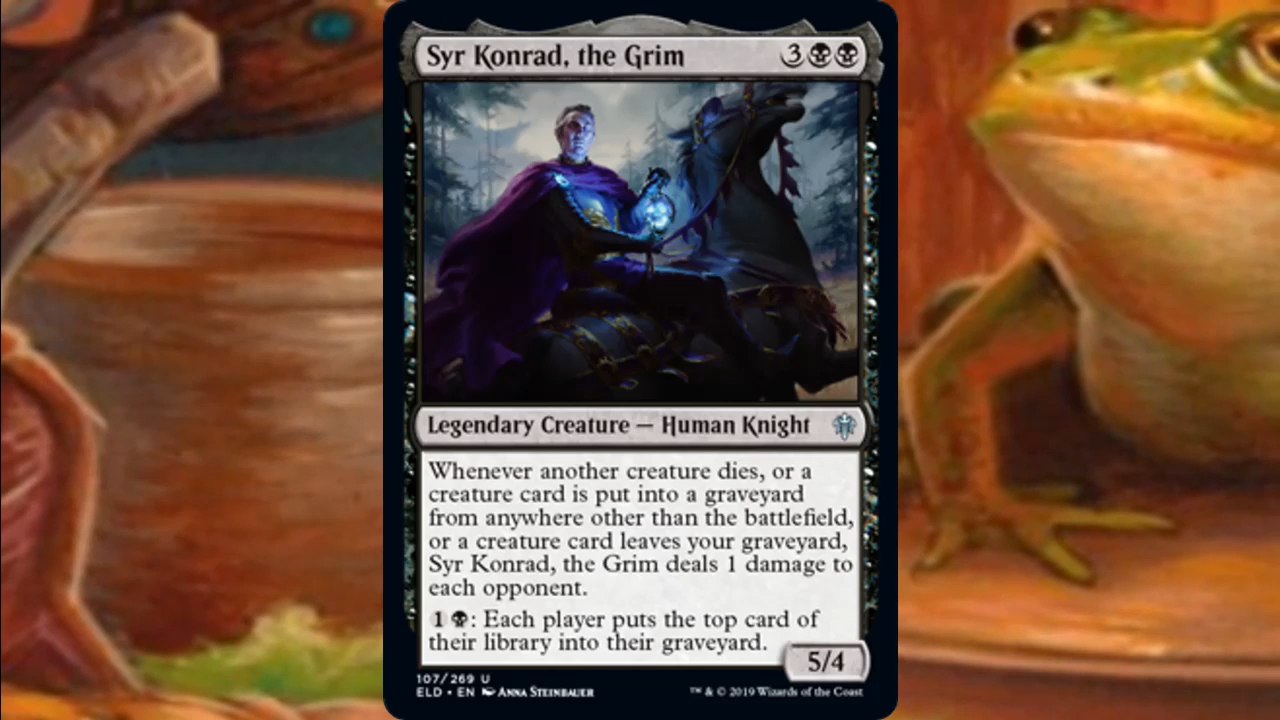 Syr Konrad, the Grim 3
Legendary Creature — Human Knight
Whenever another creature dies, or a
creature card is put into a graveyard
from anywhere other than the battlefield,
or a creature card leaves your graveyard,
Syr Konrad, the Grim deals 1 damage to
each opponent.
1 : Each player puts the top card of
their library into their graveyard.
5/4
107/269 U
ELD • EN Anna Steinbauer
™ & © 2019 Wizards of the Coast